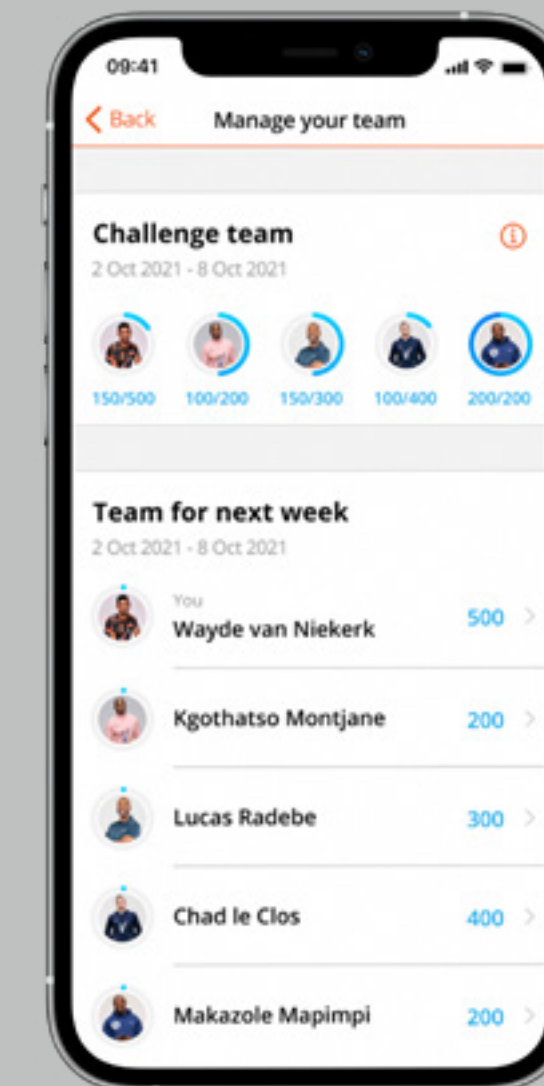 09:41
Back Manage your team
Challenge team
2 Oct 2021 - 8 Oct 2021
150/500 100/200 150/300 100/400 200/200
Team for next week
2 Oct 2021 - 8 Oct 2021
You
Wayde van Niekerk 500
Kgothatso Montjane 200
Lucas Radebe 300
Chad le Clos 400
Makazole Mapimpi 200